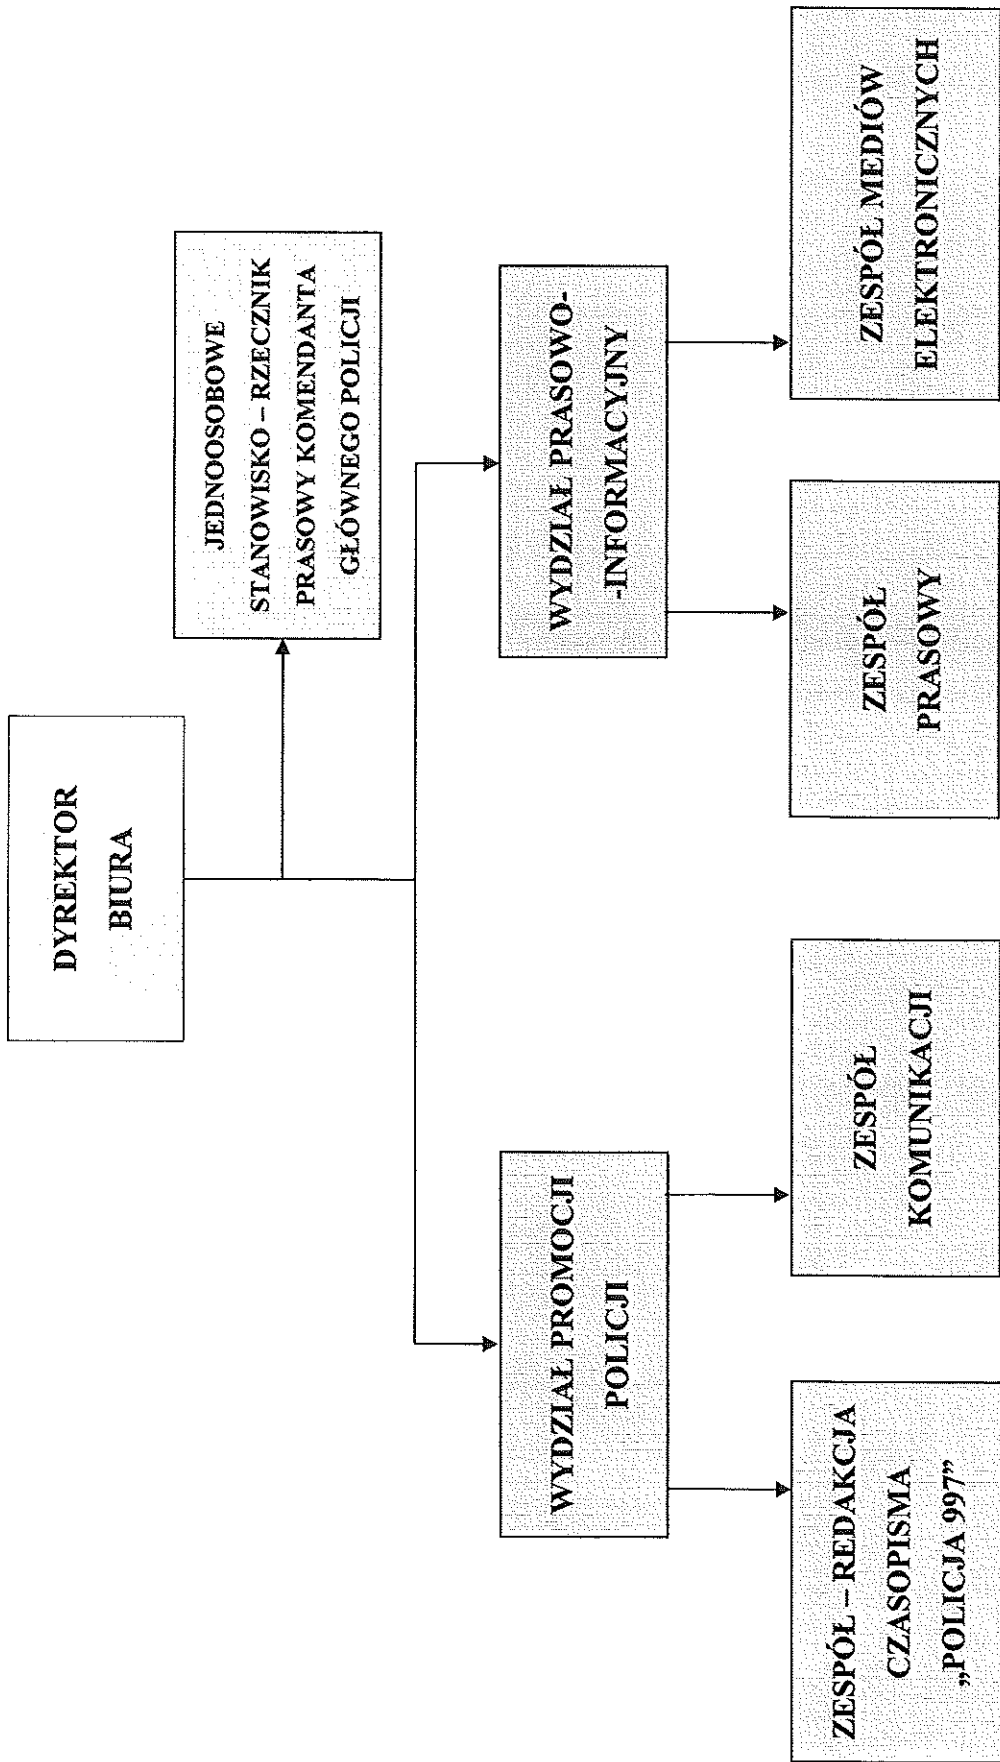 DYREKTOR
BIURA
JEDNOOSOBOWE
STANOWISKO – RZECZNIK
PRASOWY KOMENDANTA
GŁÓWNEGO POLICJI
WYDZIAŁ PROMOCJI
POLICJI
WYDZIAŁ PRASOWO-
-INFORMACYJNY
ZESPÓŁ – REDAKCJA
CZASOPISMA
„POLICJA 997”
ZESPÓŁ
KOMUNIKACJI
ZESPÓŁ
PRASOWY
ZESPÓŁ MEDIÓW
ELEKTRONICZNYCH